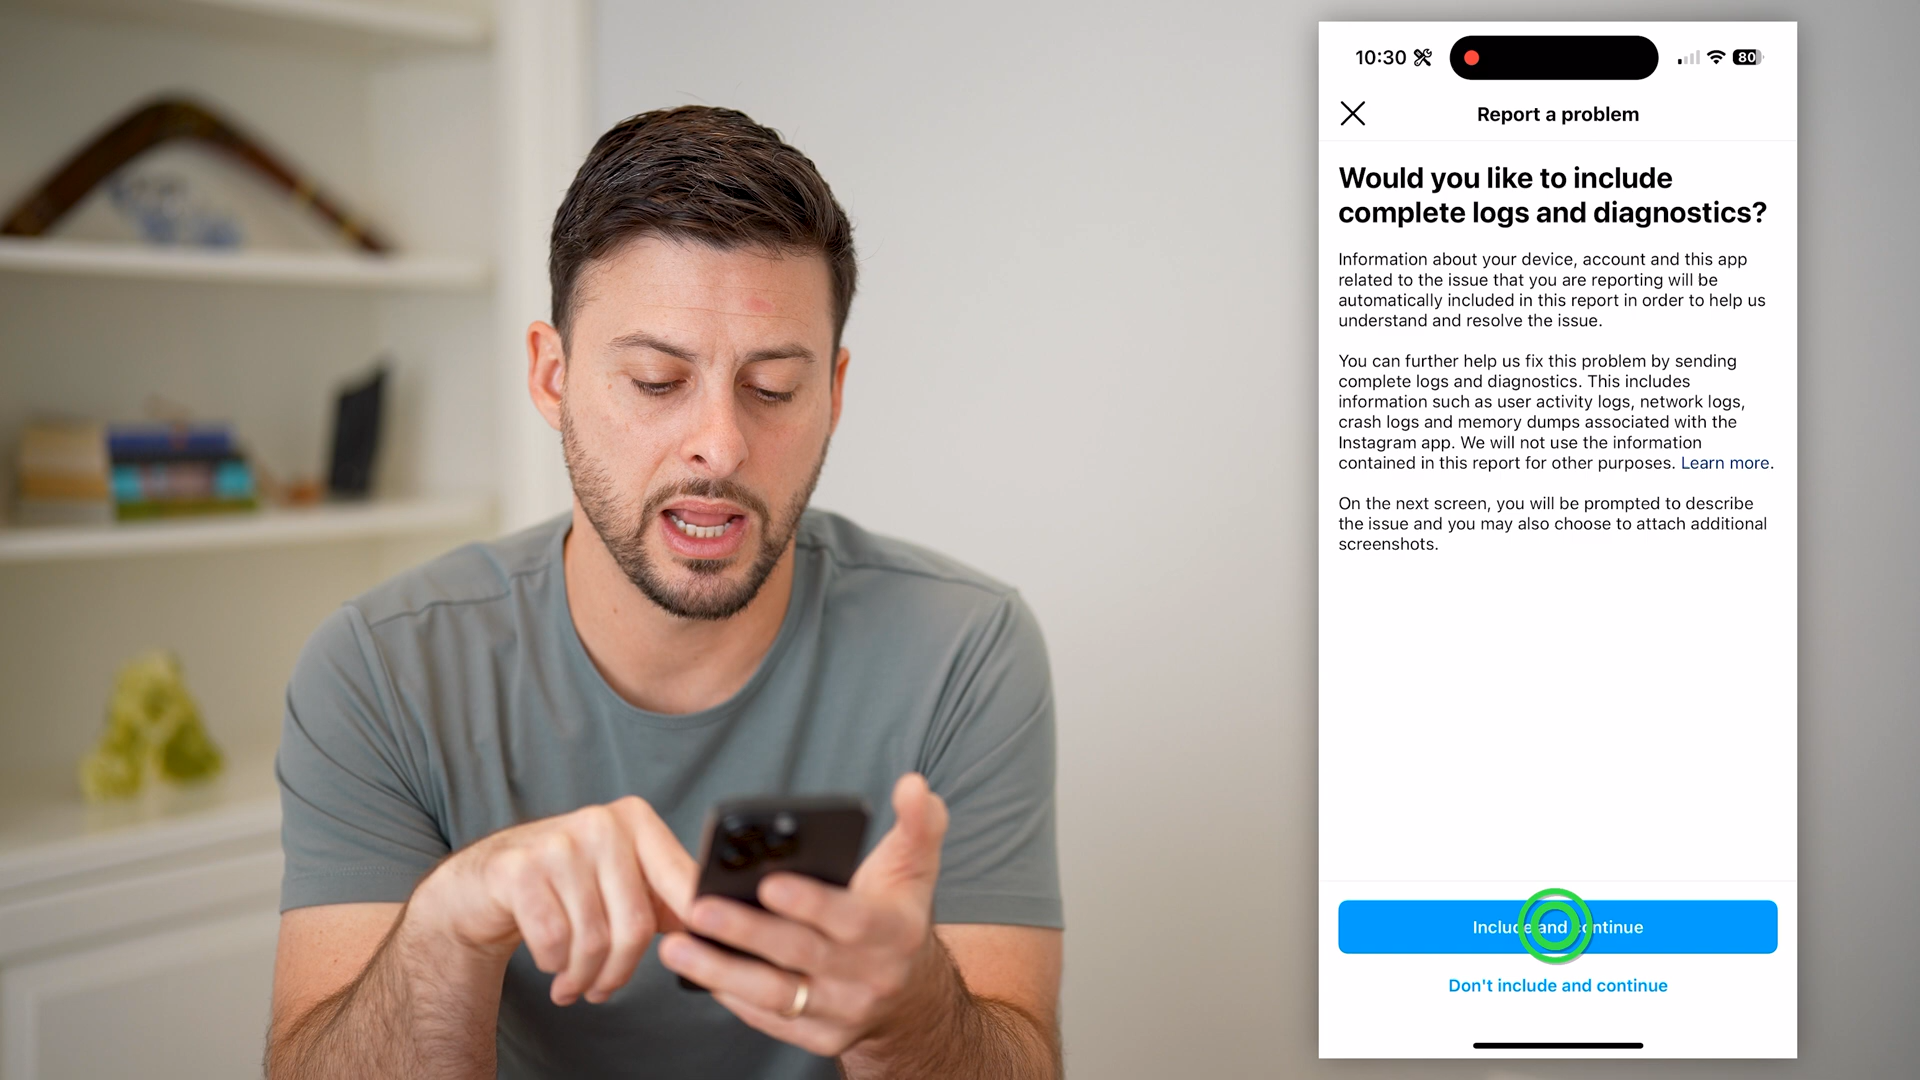 10:30
80
Report a problem
Would you like to include
complete logs and diagnostics?
Information about your device, account and this app
related to the issue that you are reporting will be
automatically included in this report in order to help us
understand and resolve the issue.
You can further help us fix this problem by sending
complete logs and diagnostics. This includes
information such as user activity logs, network logs,
crash logs and memory dumps associated with the
Instagram app. We will not use the information
contained in this report for other purposes. Learn more.
On the next screen, you will be prompted to describe
the issue and you may also choose to attach additional
screenshots.
Include and continue
Don't include and continue